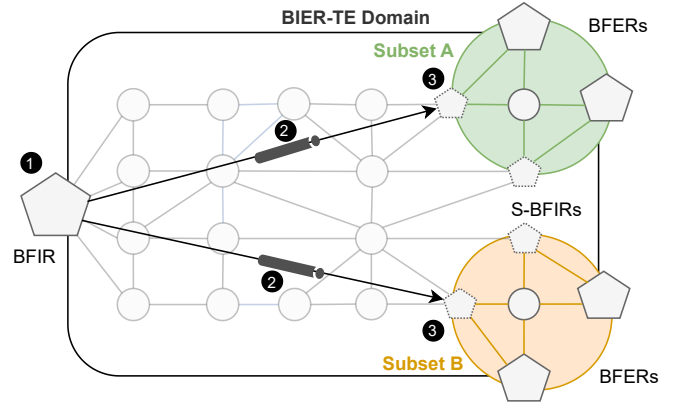 BIER-TE Domain
BFERs
Subset A
3
2
1
S-BFIRs
BFIR
2
3
Subset B
BFERs